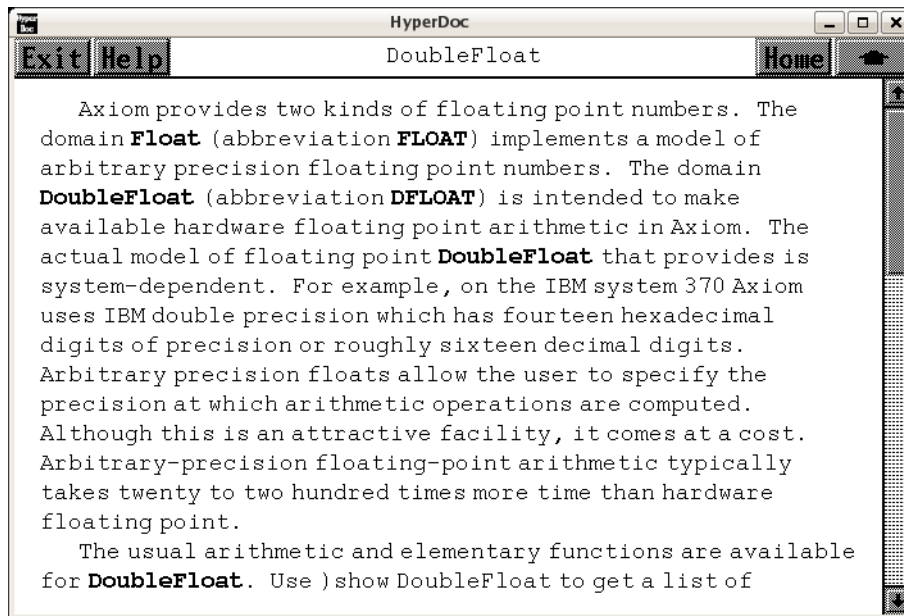 Hyper Doc
HyperDoc
Exit Help DoubleFloat Home
Axiom provides two kinds of floating point numbers. The
domain Float (abbreviation FLOAT) implements a model of
arbitrary precision floating point numbers. The domain
DoubleFloat (abbreviation DFLOAT) is intended to make
available hardware floating point arithmetic in Axiom. The
actual model of floating point DoubleFloat that provides is
system-dependent. For example, on the IBM system 370 Axiom
uses IBM double precision which has fourteen hexadecimal
digits of precision or roughly sixteen decimal digits.
Arbitrary precision floats allow the user to specify the
precision at which arithmetic operations are computed.
Although this is an attractive facility, it comes at a cost.
Arbitrary-precision floating-point arithmetic typically
takes twenty to two hundred times more time than hardware
floating point.
The usual arithmetic and elementary functions are available
for DoubleFloat. Use )show DoubleFloat to get a list of